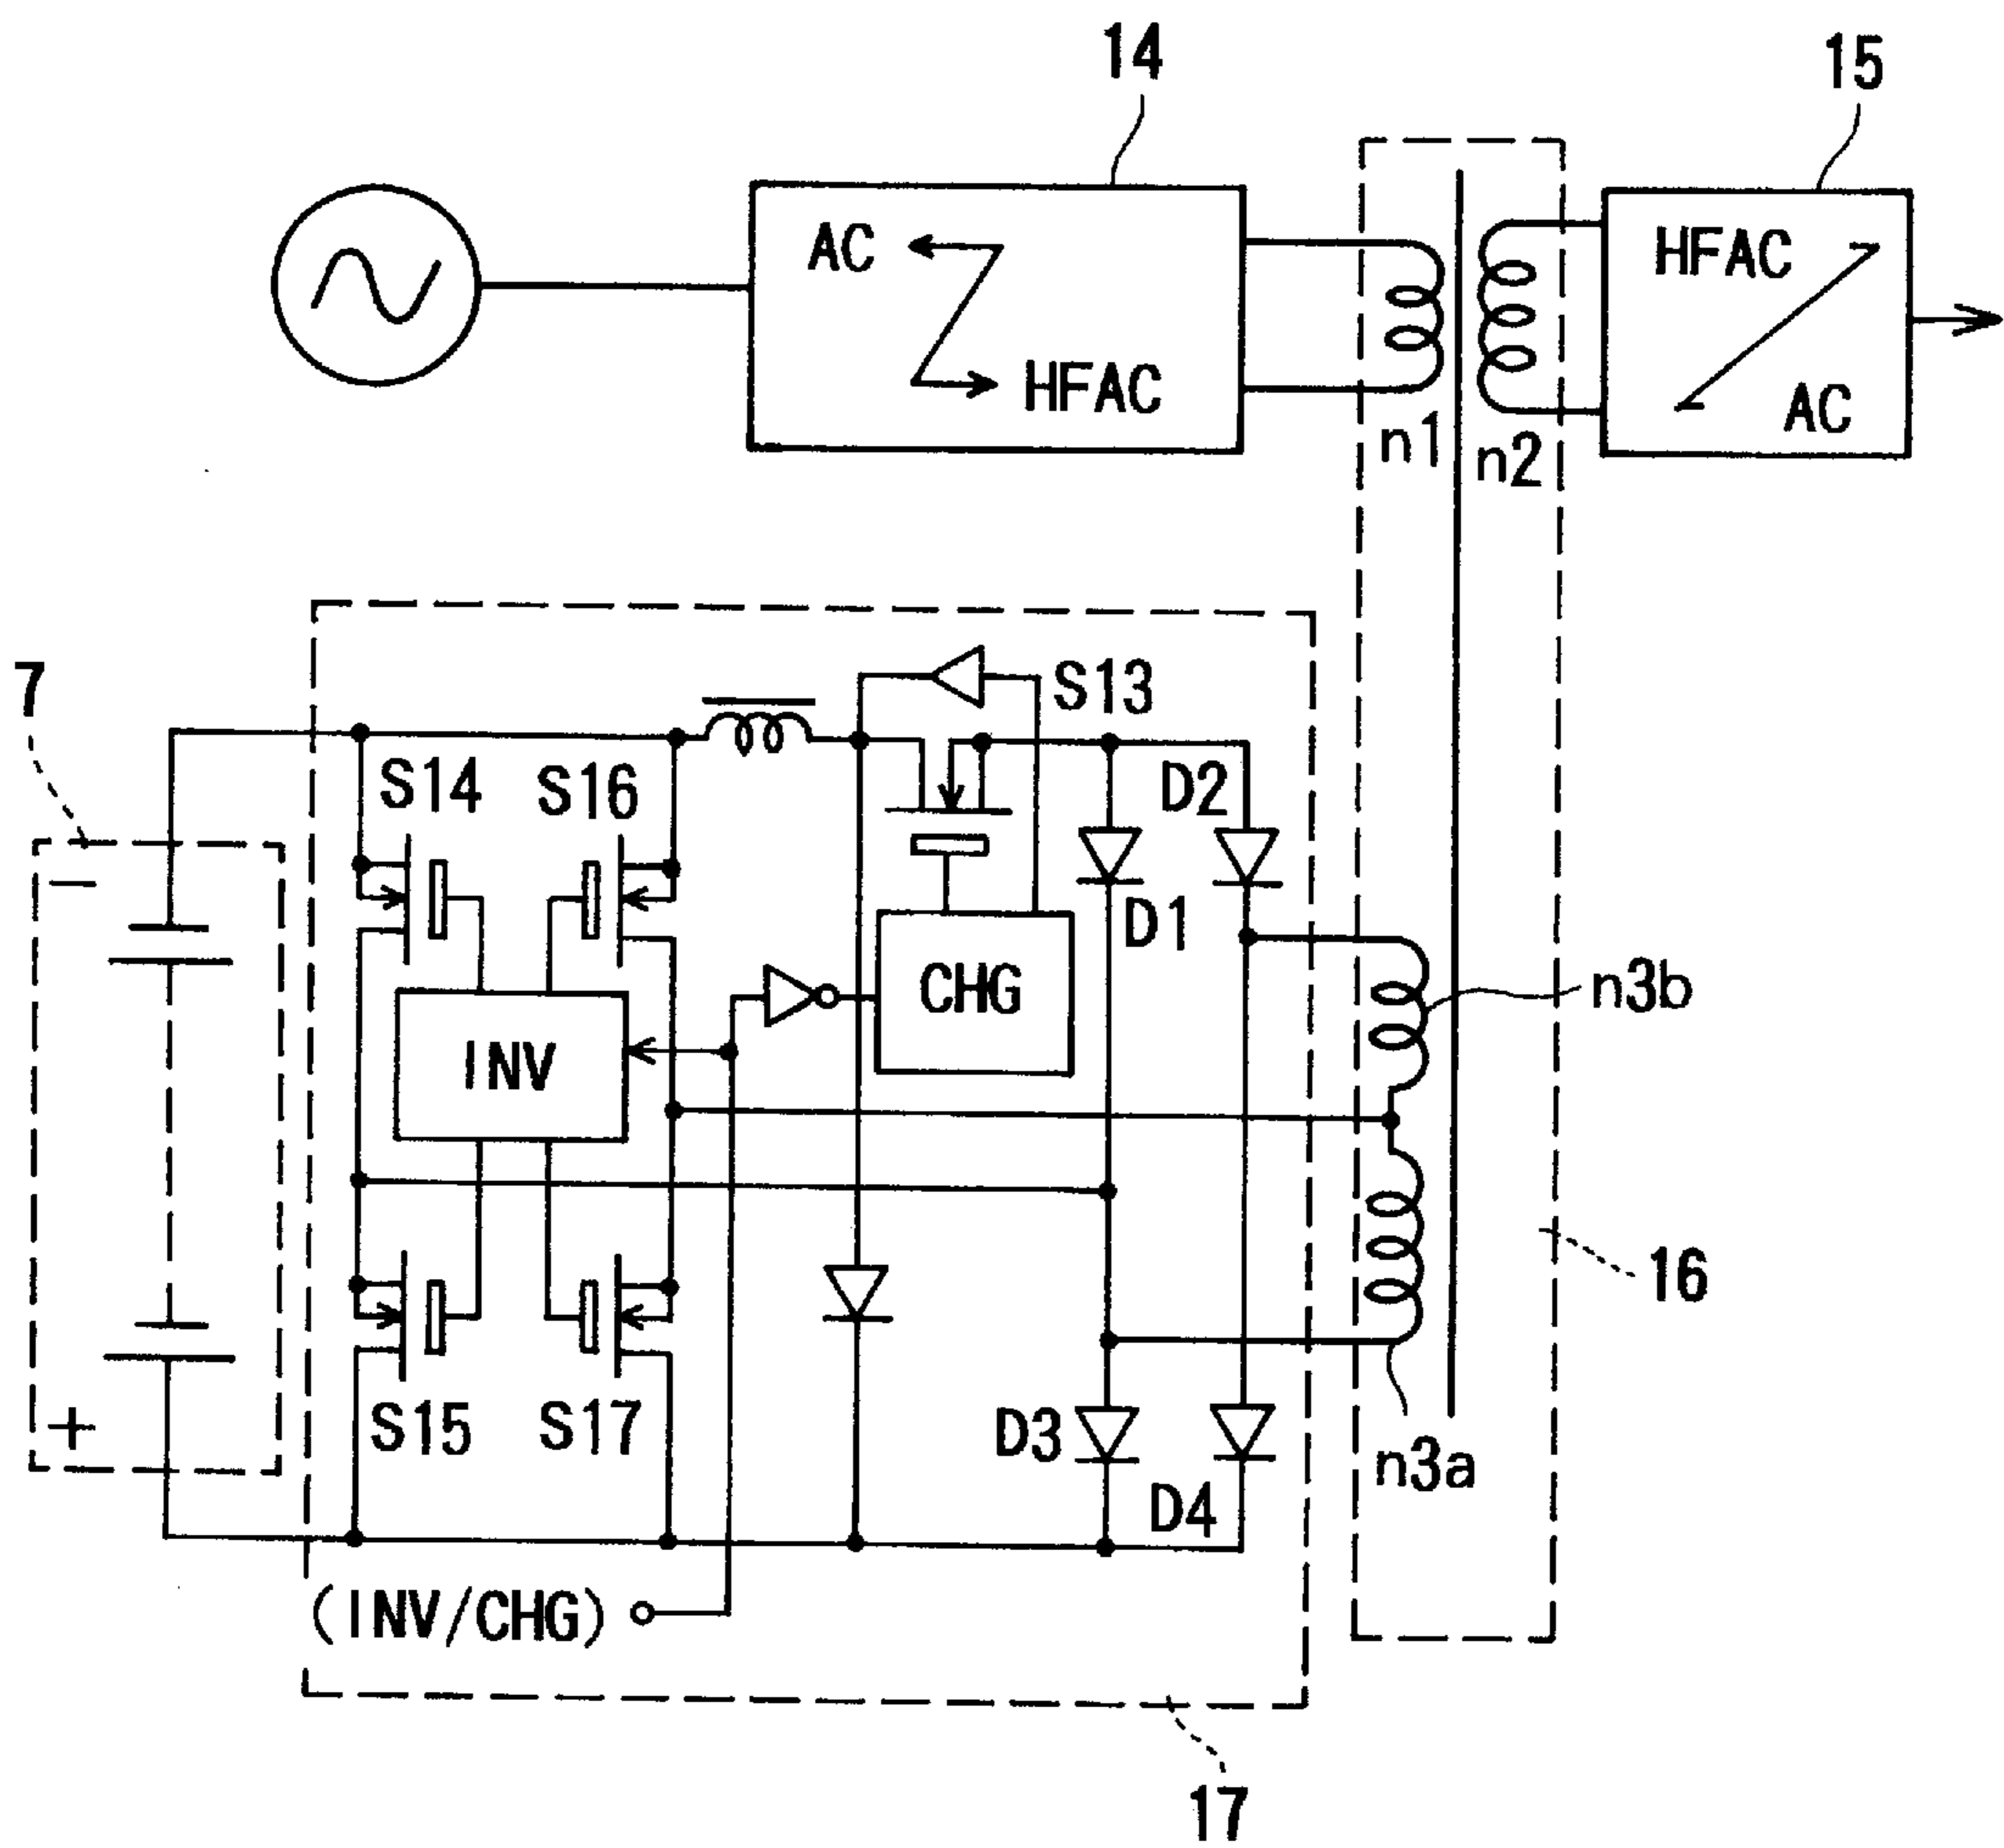 14
15
AC
HFAC
HFAC
AC
n1
n2
7
S13
S14
S16
D2
−
D1
CHG
n3b
INV
16
+
S15
S17
D3
n3a
D4
(INV/CHG)
17